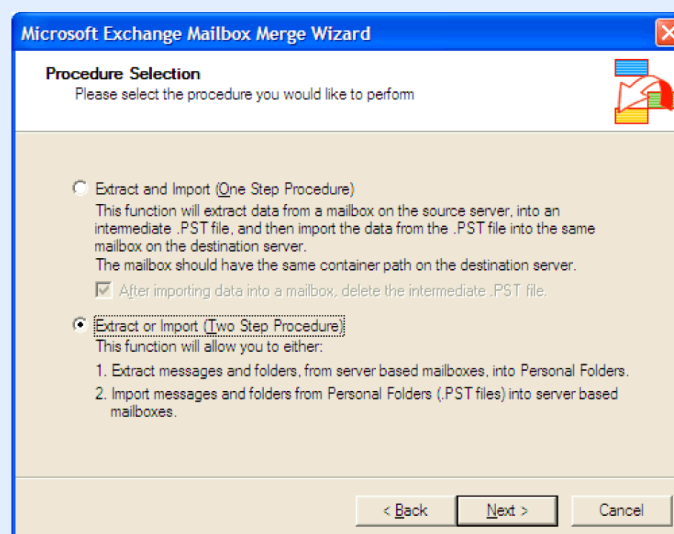 Microsoft Exchange Mailbox Merge Wizard
Procedure Selection
Please select the procedure you would like to perform
Extract and Import (One Step Procedure)
This function will extract data from a mailbox on the source server, into an
intermediate .PST file, and then import the data from the .PST file into the same
mailbox on the destination server.
The mailbox should have the same container path on the destination server.
After importing data into a mailbox, delete the intermediate .PST file.
Extract or Import (Two Step Procedure)
This function will allow you to either:
1. Extract messages and folders, from server based mailboxes, into Personal Folders.
2. Import messages and folders from Personal Folders (.PST files) into server based
mailboxes.
< Back Next > Cancel